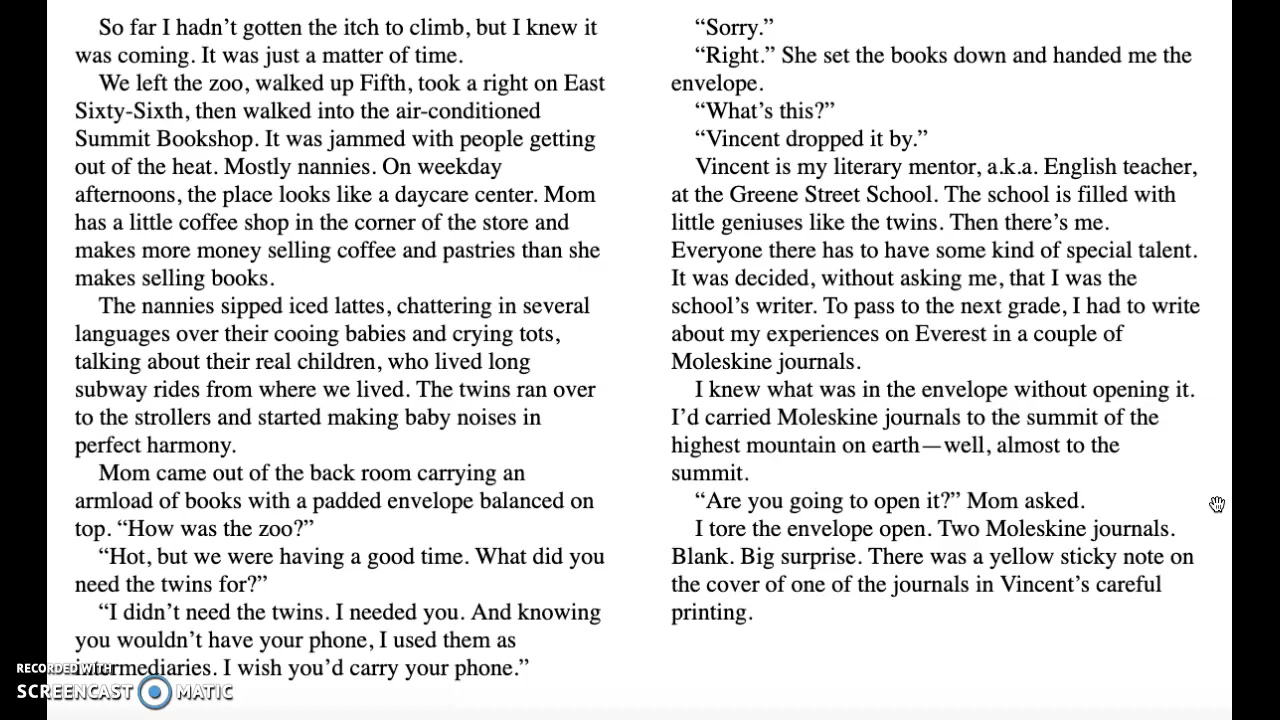 So far I hadn’t gotten the itch to climb, but I knew it
was coming. It was just a matter of time.
We left the zoo, walked up Fifth, took a right on East
Sixty-Sixth, then walked into the air-conditioned
Summit Bookshop. It was jammed with people getting
out of the heat. Mostly nannies. On weekday
afternoons, the place looks like a daycare center. Mom
has a little coffee shop in the corner of the store and
makes more money selling coffee and pastries than she
makes selling books.
The nannies sipped iced lattes, chattering in several
languages over their cooing babies and crying tots,
talking about their real children, who lived long
subway rides from where we lived. The twins ran over
to the strollers and started making baby noises in
perfect harmony.
Mom came out of the back room carrying an
armload of books with a padded envelope balanced on
top. “How was the zoo?”
“Hot, but we were having a good time. What did you
need the twins for?”
“I didn’t need the twins. I needed you. And knowing
you wouldn’t have your phone, I used them as
intermediaries. I wish you’d carry your phone.”
“Sorry.”
“Right.” She set the books down and handed me the
envelope.
“What’s this?”
“Vincent dropped it by.”
Vincent is my literary mentor, a.k.a. English teacher,
at the Greene Street School. The school is filled with
little geniuses like the twins. Then there’s me.
Everyone there has to have some kind of special talent.
It was decided, without asking me, that I was the
school’s writer. To pass to the next grade, I had to write
about my experiences on Everest in a couple of
Moleskine journals.
I knew what was in the envelope without opening it.
I’d carried Moleskine journals to the summit of the
highest mountain on earth—well, almost to the
summit.
“Are you going to open it?” Mom asked.
I tore the envelope open. Two Moleskine journals.
Blank. Big surprise. There was a yellow sticky note on
the cover of one of the journals in Vincent’s careful
printing.
RECORDED WITH
SCREENCAST MATIC